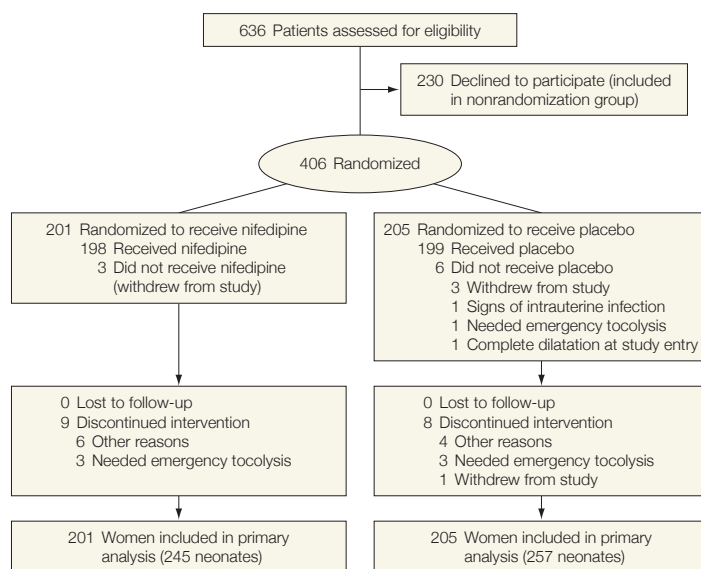 636 Patients assessed for eligibility
230 Declined to participate (included
in nonrandomization group)
406 Randomized
201 Randomized to receive nifedipine
198 Received nifedipine
3 Did not receive nifedipine
(withdrew from study)
205 Randomized to receive placebo
199 Received placebo
6 Did not receive placebo
3 Withdrew from study
1 Signs of intrauterine infection
1 Needed emergency tocolysis
1 Complete dilatation at study entry
0 Lost to follow-up
9 Discontinued intervention
6 Other reasons
3 Needed emergency tocolysis
0 Lost to follow-up
8 Discontinued intervention
4 Other reasons
3 Needed emergency tocolysis
1 Withdrew from study
201 Women included in primary
analysis (245 neonates)
205 Women included in primary
analysis (257 neonates)